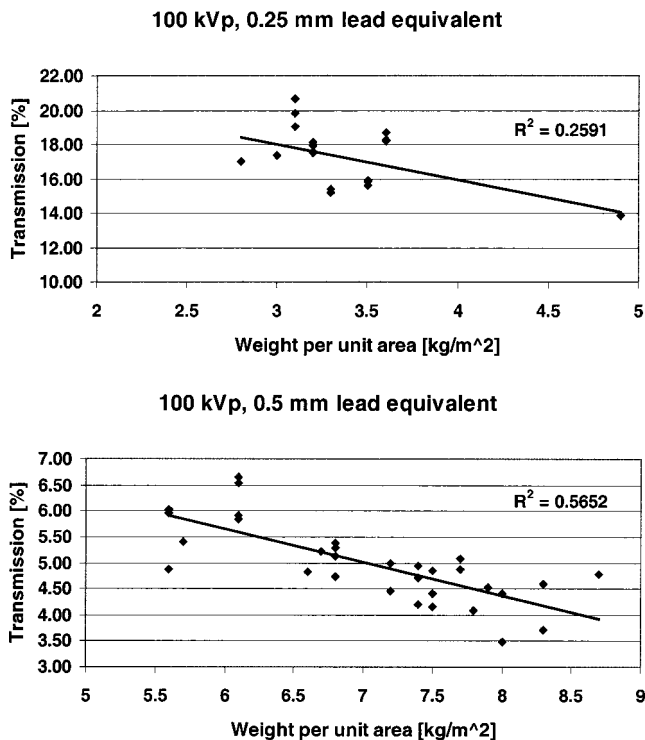 100 kVp, 0.25 mm lead equivalent
Transmission [%]
22.00
20.00
18.00
16.00
14.00
12.00
10.00
R² = 0.2591
2 2.5 3 3.5 4 4.5 5
Weight per unit area [kg/m^2]
100 kVp, 0.5 mm lead equivalent
Transmission [%]
7.00
6.50
6.00
5.50
5.00
4.50
4.00
3.50
3.00
R² = 0.5652
5 5.5 6 6.5 7 7.5 8 8.5 9
Weight per unit area [kg/m^2]